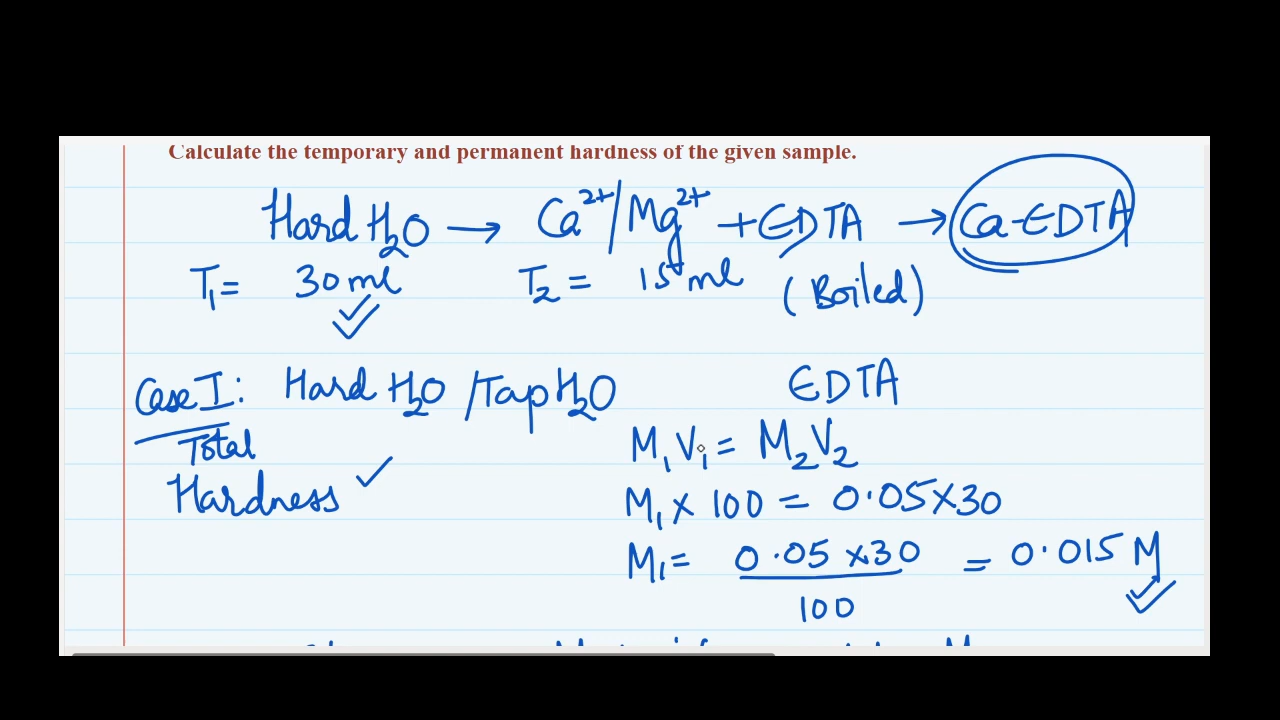 Calculate the temporary and permanent hardness of the given sample.
Hard H₂O → Ca²⁺/Mg²⁺ + EDTA → Ca-EDTA
T₁ = 30 ml T₂ = 15 ml (Boiled)
Case I: Hard H₂O / Tap H₂O EDTA
Total
Hardness
M₁V₁ = M₂V₂
M₁ × 100 = 0.05 × 30
M₁ = 0.05 × 30 = 0.015 M
100